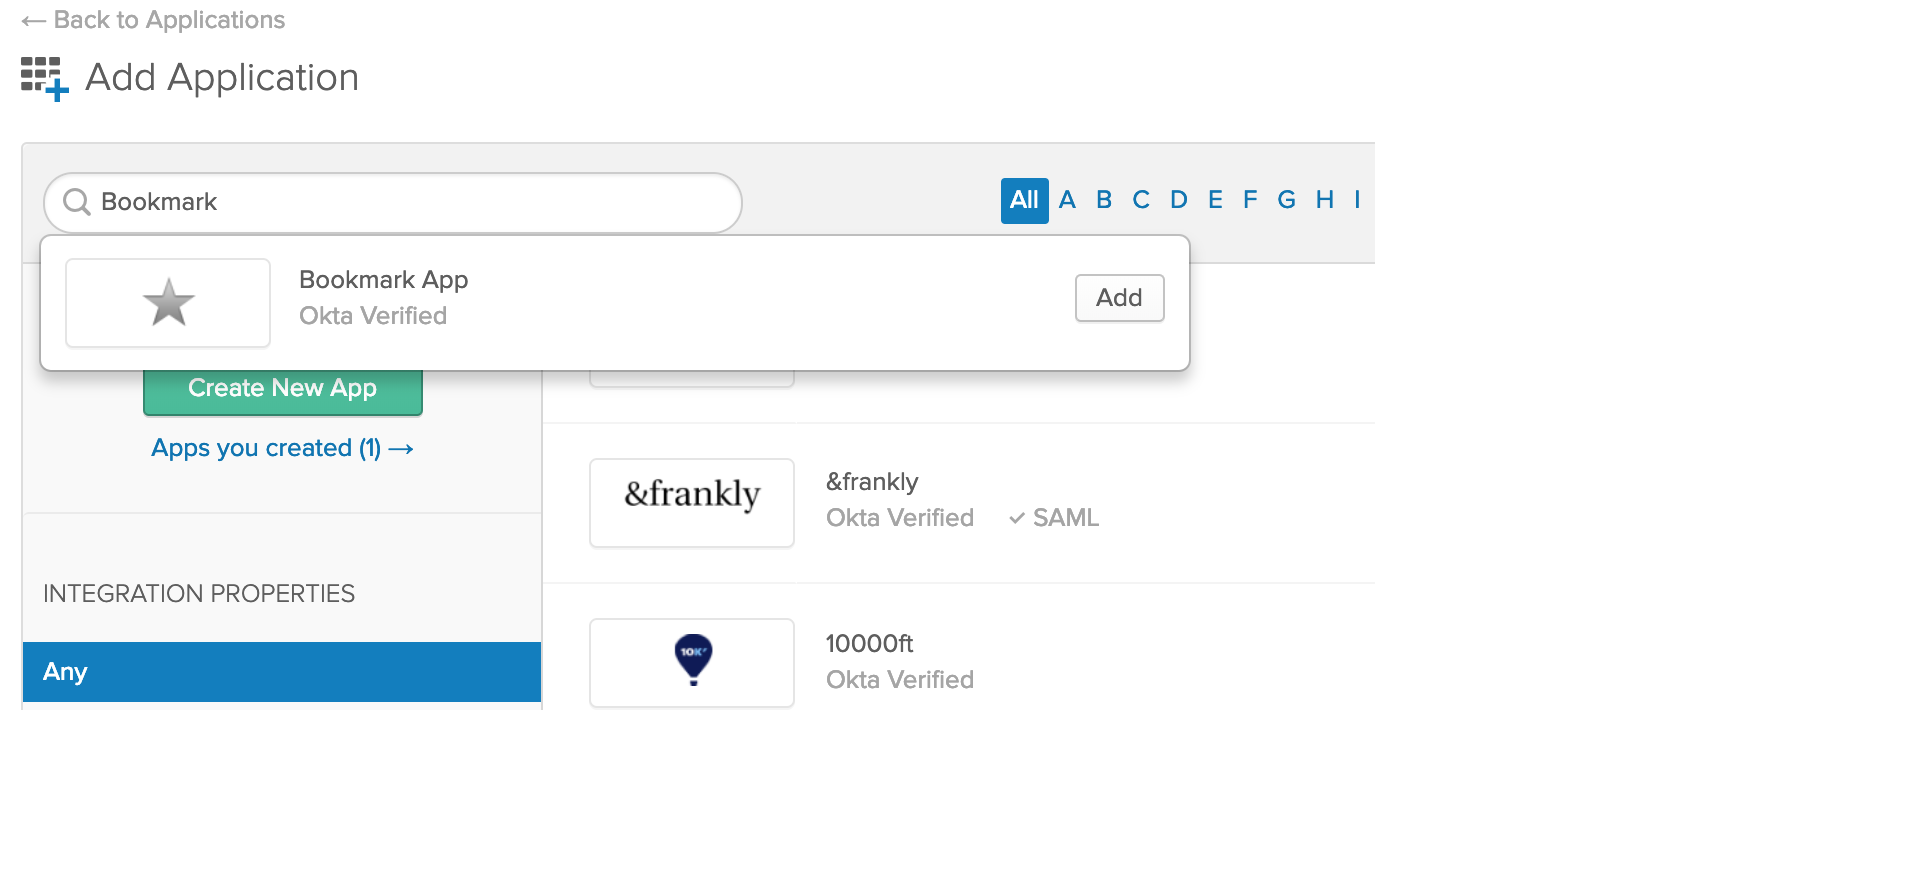 ← Back to Applications
Add Application
Bookmark
All A B C D E F G H I
Bookmark App
Okta Verified
Add
Create New App
Apps you created (1) →
INTEGRATION PROPERTIES
Any
&frankly
&frankly
Okta Verified ✓ SAML
10K
10000ft
Okta Verified